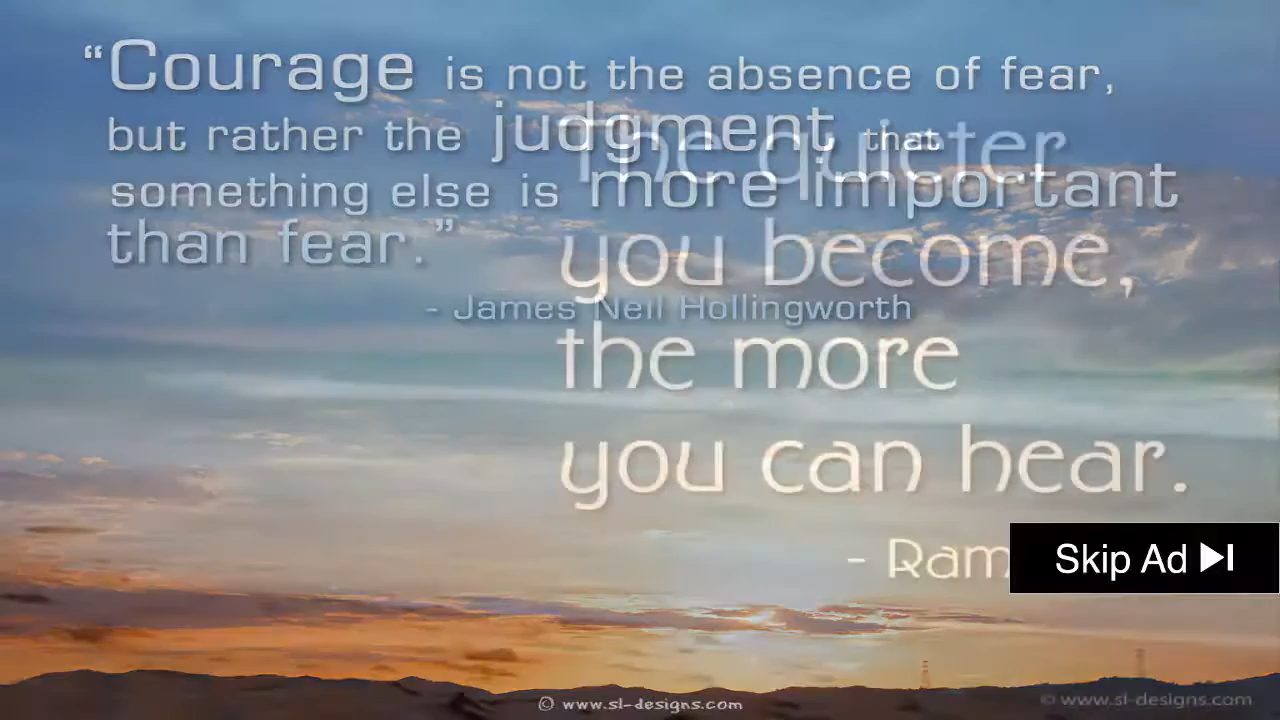 “Courage is not the absence of fear,
but rather the judgment, that
something else is more important
than fear.”
- James Neil Hollingworth
The quieter
you become,
the more
you can hear.
- Ram
Skip Ad
© www.sl-designs.com
© www.sl-designs.com